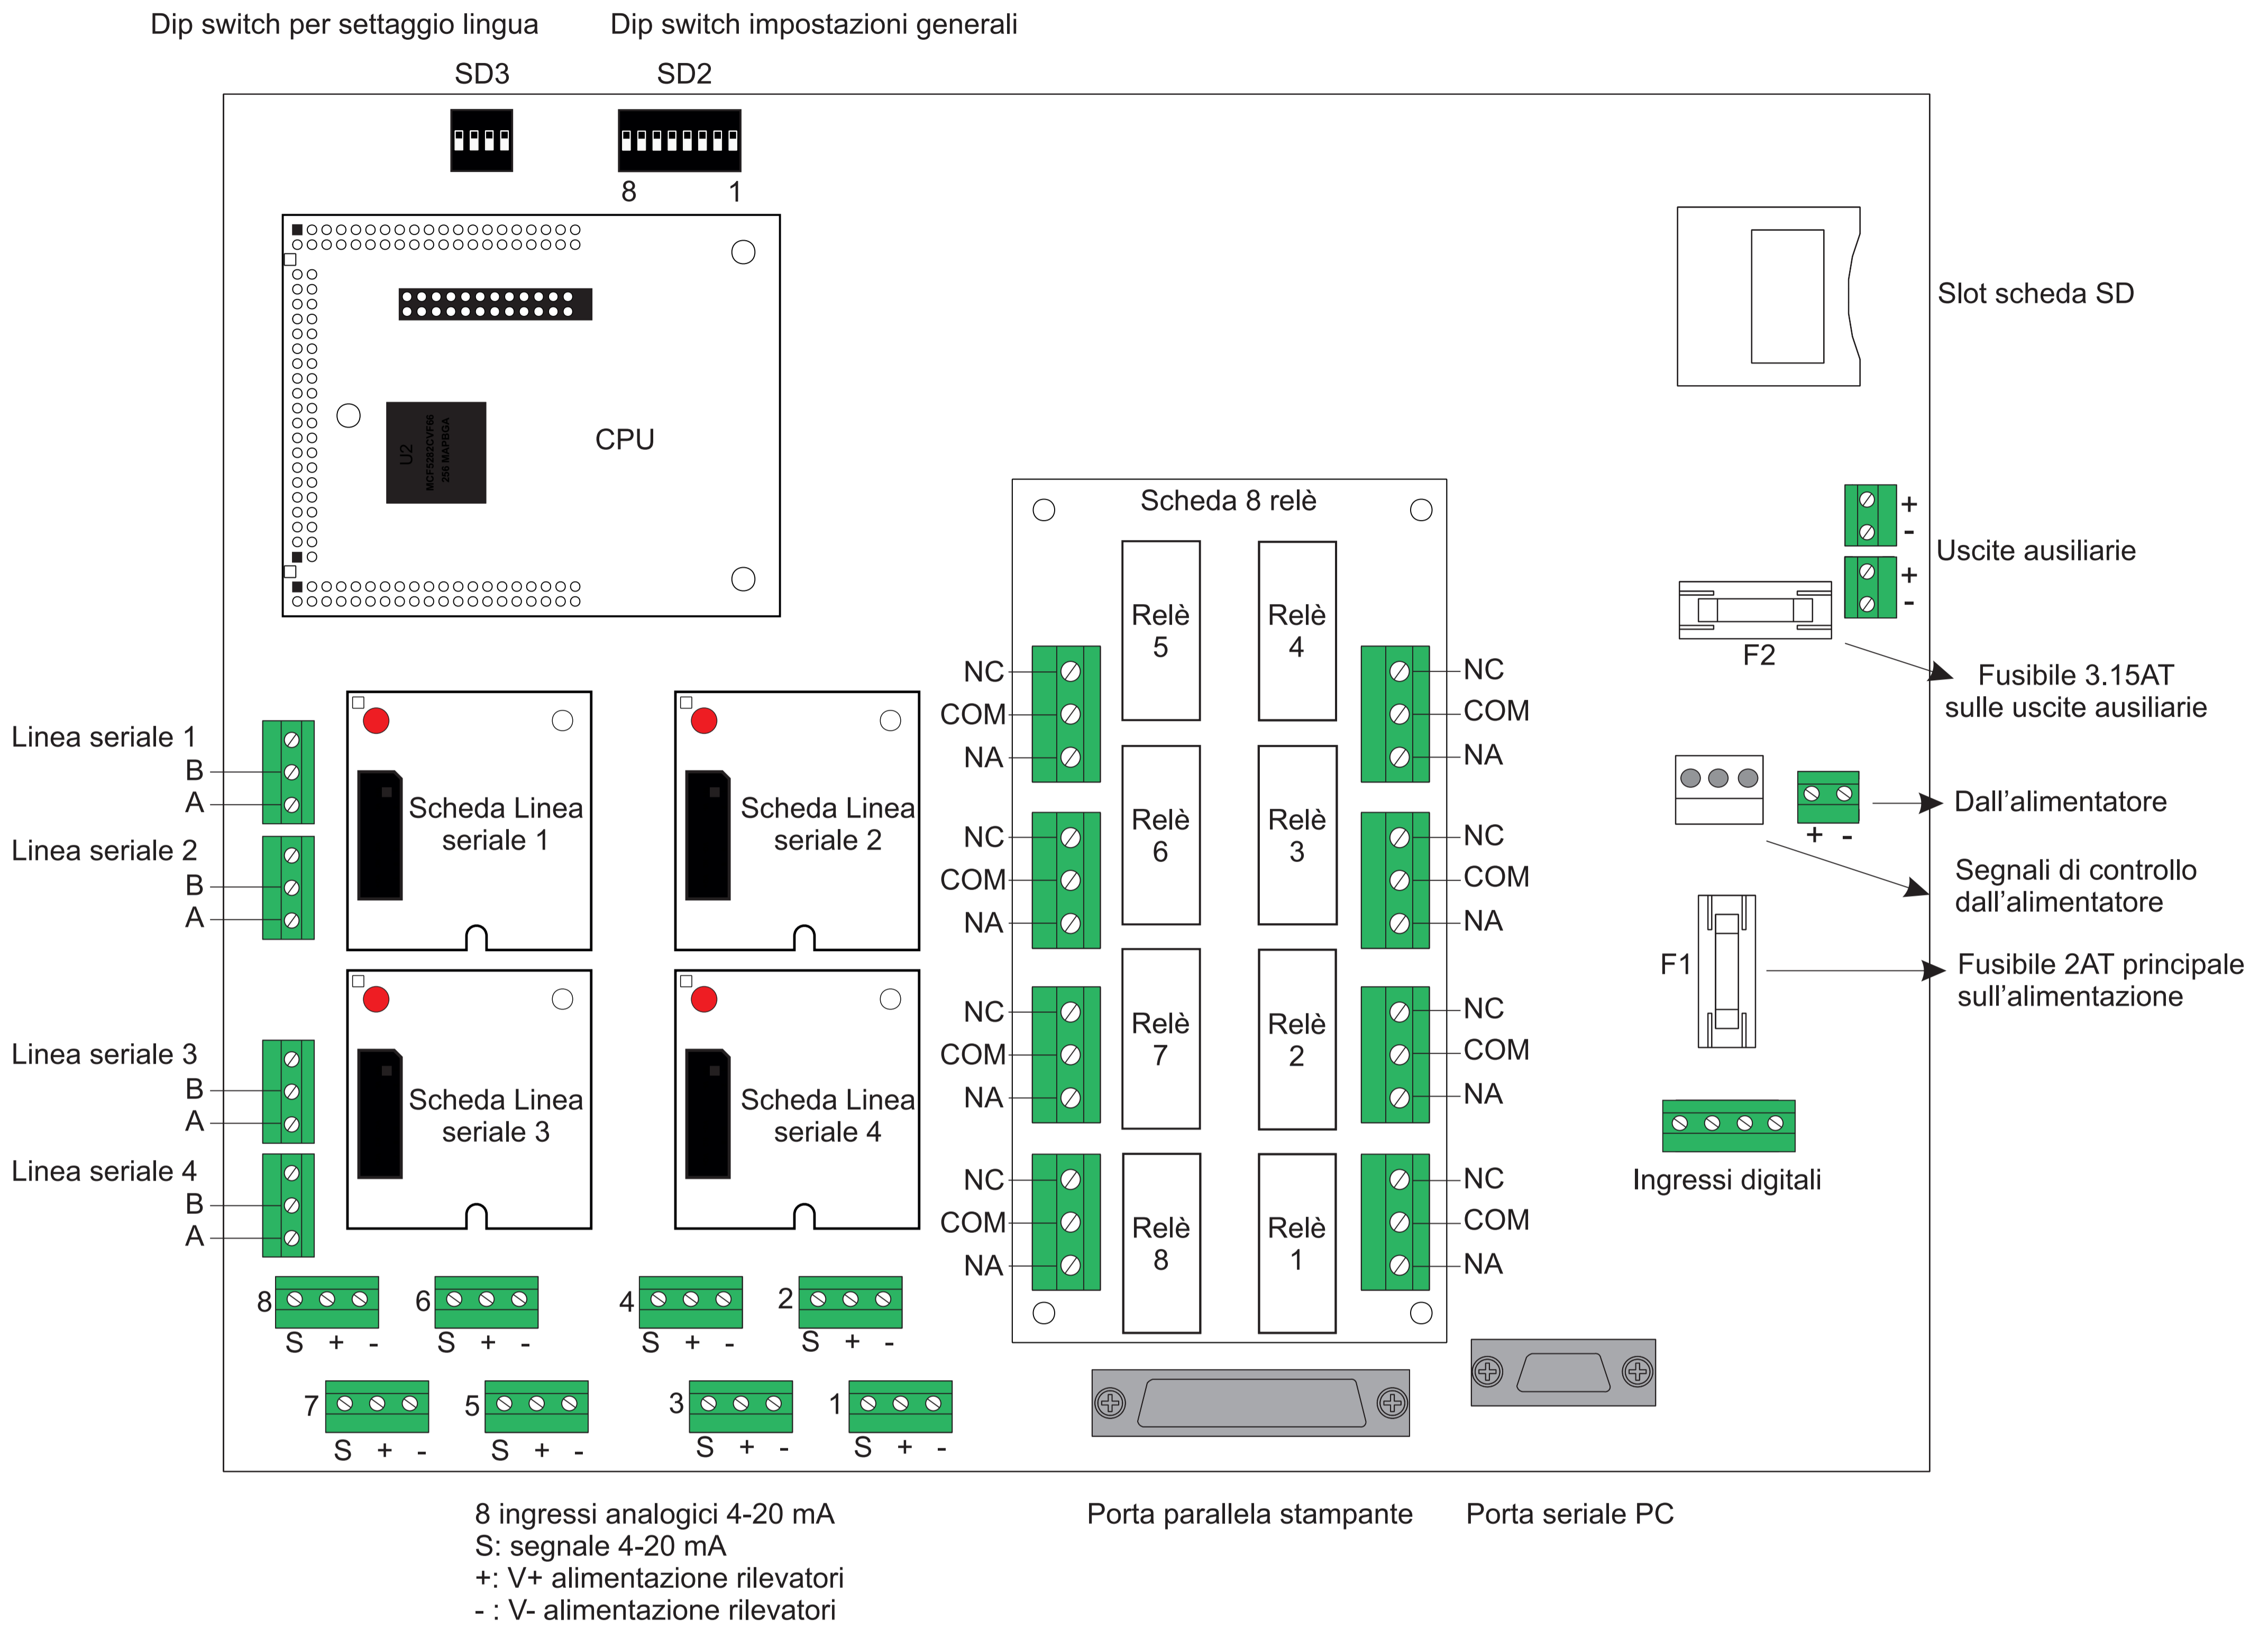 Dip switch per settaggio lingua
Dip switch impostazioni generali
SD3
SD2
8
1
CPU
U2
MCF5282CVF66
256 MAPBGA
Slot scheda SD
Scheda 8 relè
+
-
+
-
Uscite ausiliarie
F2
Fusibile 3.15AT
sulle uscite ausiliarie
Relè
5
Relè
4
NC
COM
NA
NC
COM
NA
Linea seriale 1
B
A
Linea seriale 2
B
A
Scheda Linea
seriale 1
Scheda Linea
seriale 2
Relè
6
Relè
3
NC
COM
NA
NC
COM
NA
+ -
Dall’alimentatore
Segnali di controllo
dall’alimentatore
F1
Fusibile 2AT principale
sull’alimentazione
Linea seriale 3
B
A
Linea seriale 4
B
A
Scheda Linea
seriale 3
Scheda Linea
seriale 4
Relè
7
Relè
2
NC
COM
NA
NC
COM
NA
Ingressi digitali
Relè
8
Relè
1
NC
COM
NA
NC
COM
NA
8
S + -
6
S + -
4
S + -
2
S + -
7
S + -
5
S + -
3
S + -
1
S + -
8 ingressi analogici 4-20 mA
S: segnale 4-20 mA
+: V+ alimentazione rilevatori
- : V- alimentazione rilevatori
Porta parallela stampante
Porta seriale PC